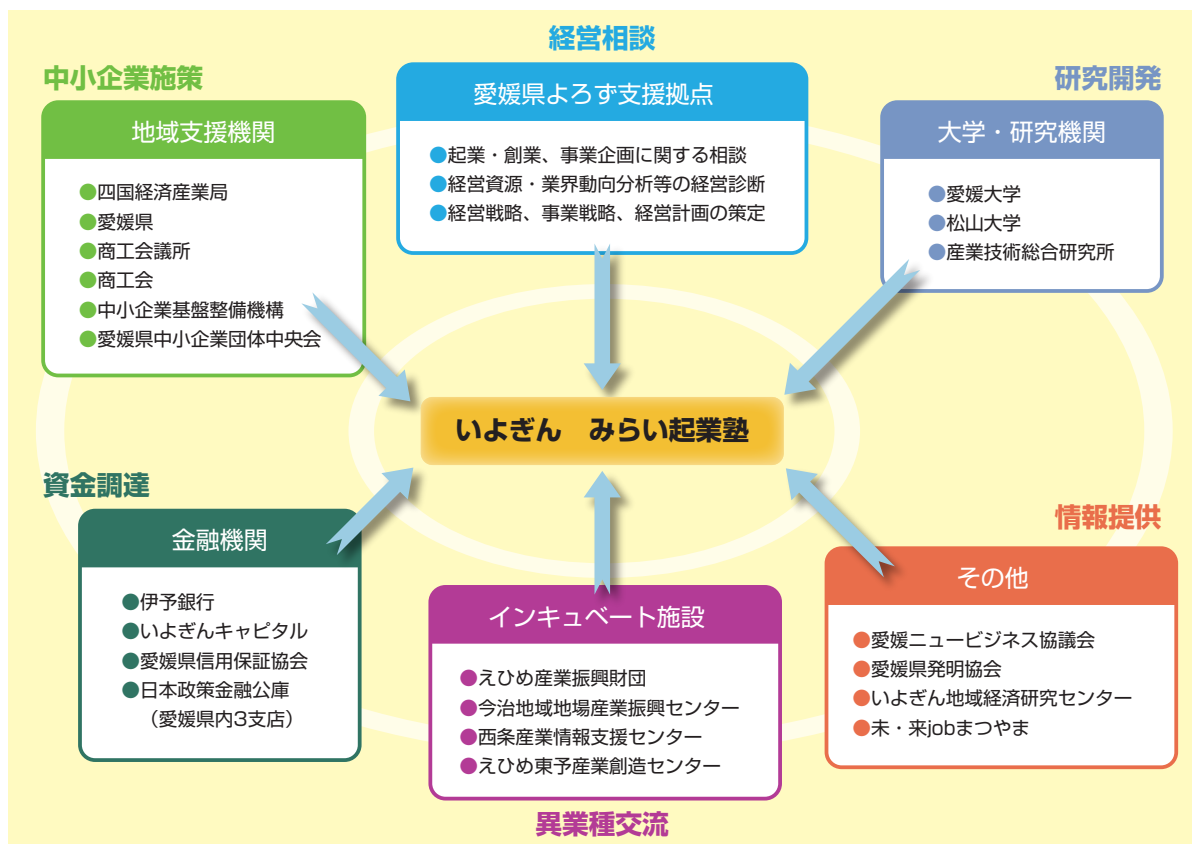 経営相談
愛媛県よろず支援拠点
●起業・創業、事業企画に関する相談
●経営資源・業界動向分析等の経営診断
●経営戦略、事業戦略、経営計画の策定
中小企業施策
地域支援機関
●四国経済産業局
●愛媛県
●商工会議所
●商工会
●中小企業基盤整備機構
●愛媛県中小企業団体中央会
研究開発
大学・研究機関
●愛媛大学
●松山大学
●産業技術総合研究所
いよぎん　みらい起業塾
資金調達
金融機関
●伊予銀行
●いよぎんキャピタル
●愛媛県信用保証協会
●日本政策金融公庫
（愛媛県内3支店）
インキュベート施設
●えひめ産業振興財団
●今治地域地場産業振興センター
●西条産業情報支援センター
●えひめ東予産業創造センター
異業種交流
情報提供
その他
●愛媛ニュービジネス協議会
●愛媛県発明協会
●いよぎん地域経済研究センター
●未・来jobまつやま